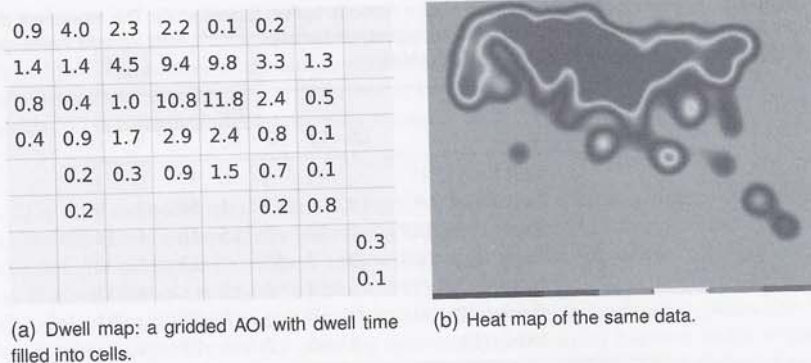 0.9 4.0 2.3 2.2 0.1 0.2
1.4 1.4 4.5 9.4 9.8 3.3 1.3
0.8 0.4 1.0 10.8 11.8 2.4 0.5
0.4 0.9 1.7 2.9 2.4 0.8 0.1
0.2 0.3 0.9 1.5 0.7 0.1
0.2 0.2 0.8
0.3
0.1
(a) Dwell map: a gridded AOI with dwell time
filled into cells.
(b) Heat map of the same data.